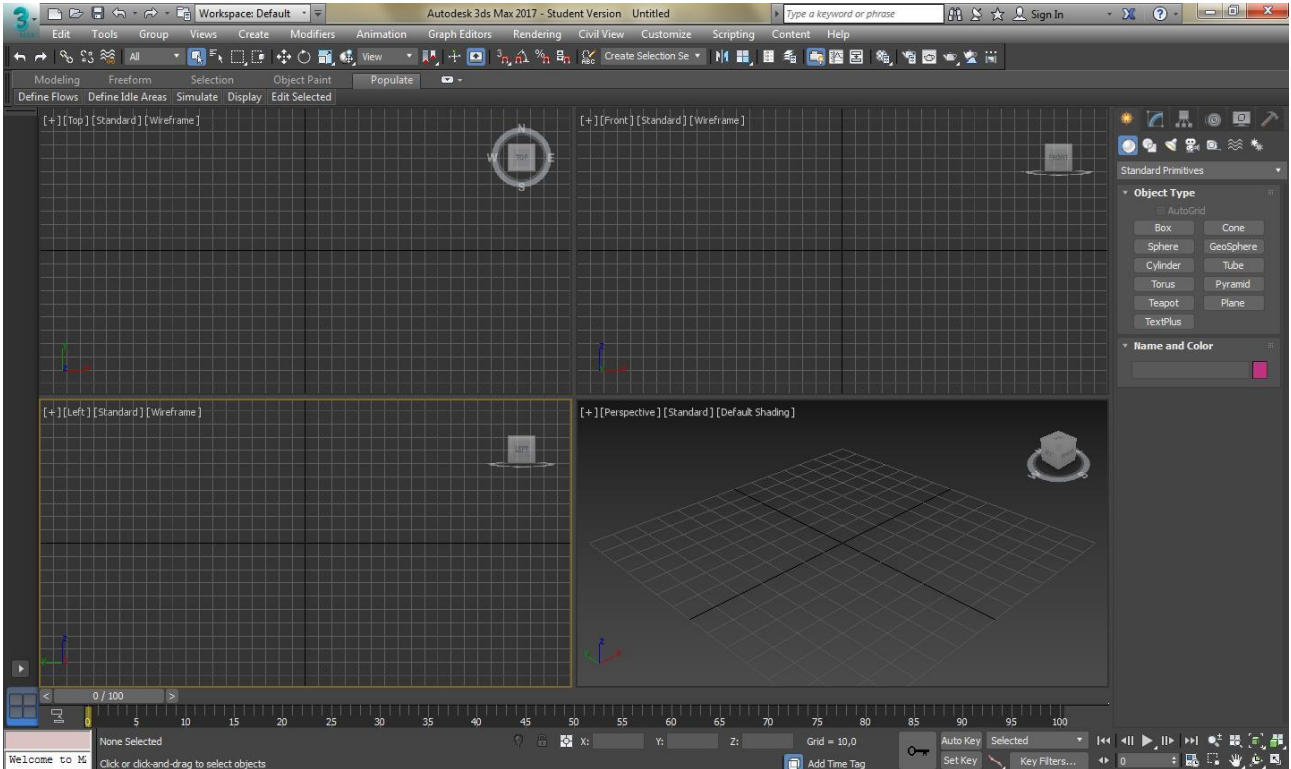 Workspace: Default Autodesk 3ds Max 2017 - Student Version Untitled Type a keyword or phrase Sign In
MAX Edit Tools Group Views Create Modifiers Animation Graph Editors Rendering Civil View Customize Scripting Content Help
All View Create Selection Se
Modeling Freeform Selection Object Paint Populate
Define Flows Define Idle Areas Simulate Display Edit Selected
[+] [Top] [Standard] [Wireframe]
N
W TOP E
S
[+] [Front] [Standard] [Wireframe]
FRONT
Standard Primitives
Object Type
AutoGrid
Box Cone
Sphere GeoSphere
Cylinder Tube
Torus Pyramid
Teapot Plane
TextPlus
Name and Color
[+] [Left] [Standard] [Wireframe]
LEFT
[+] [Perspective] [Standard] [Default Shading]
< 0 / 100 >
0 5 10 15 20 25 30 35 40 45 50 55 60 65 70 75 80 85 90 95 100
None Selected X: Y: Z: Grid = 10,0 Auto Key Selected
Welcome to M Click or click-and-drag to select objects Add Time Tag Set Key Key Filters... 0